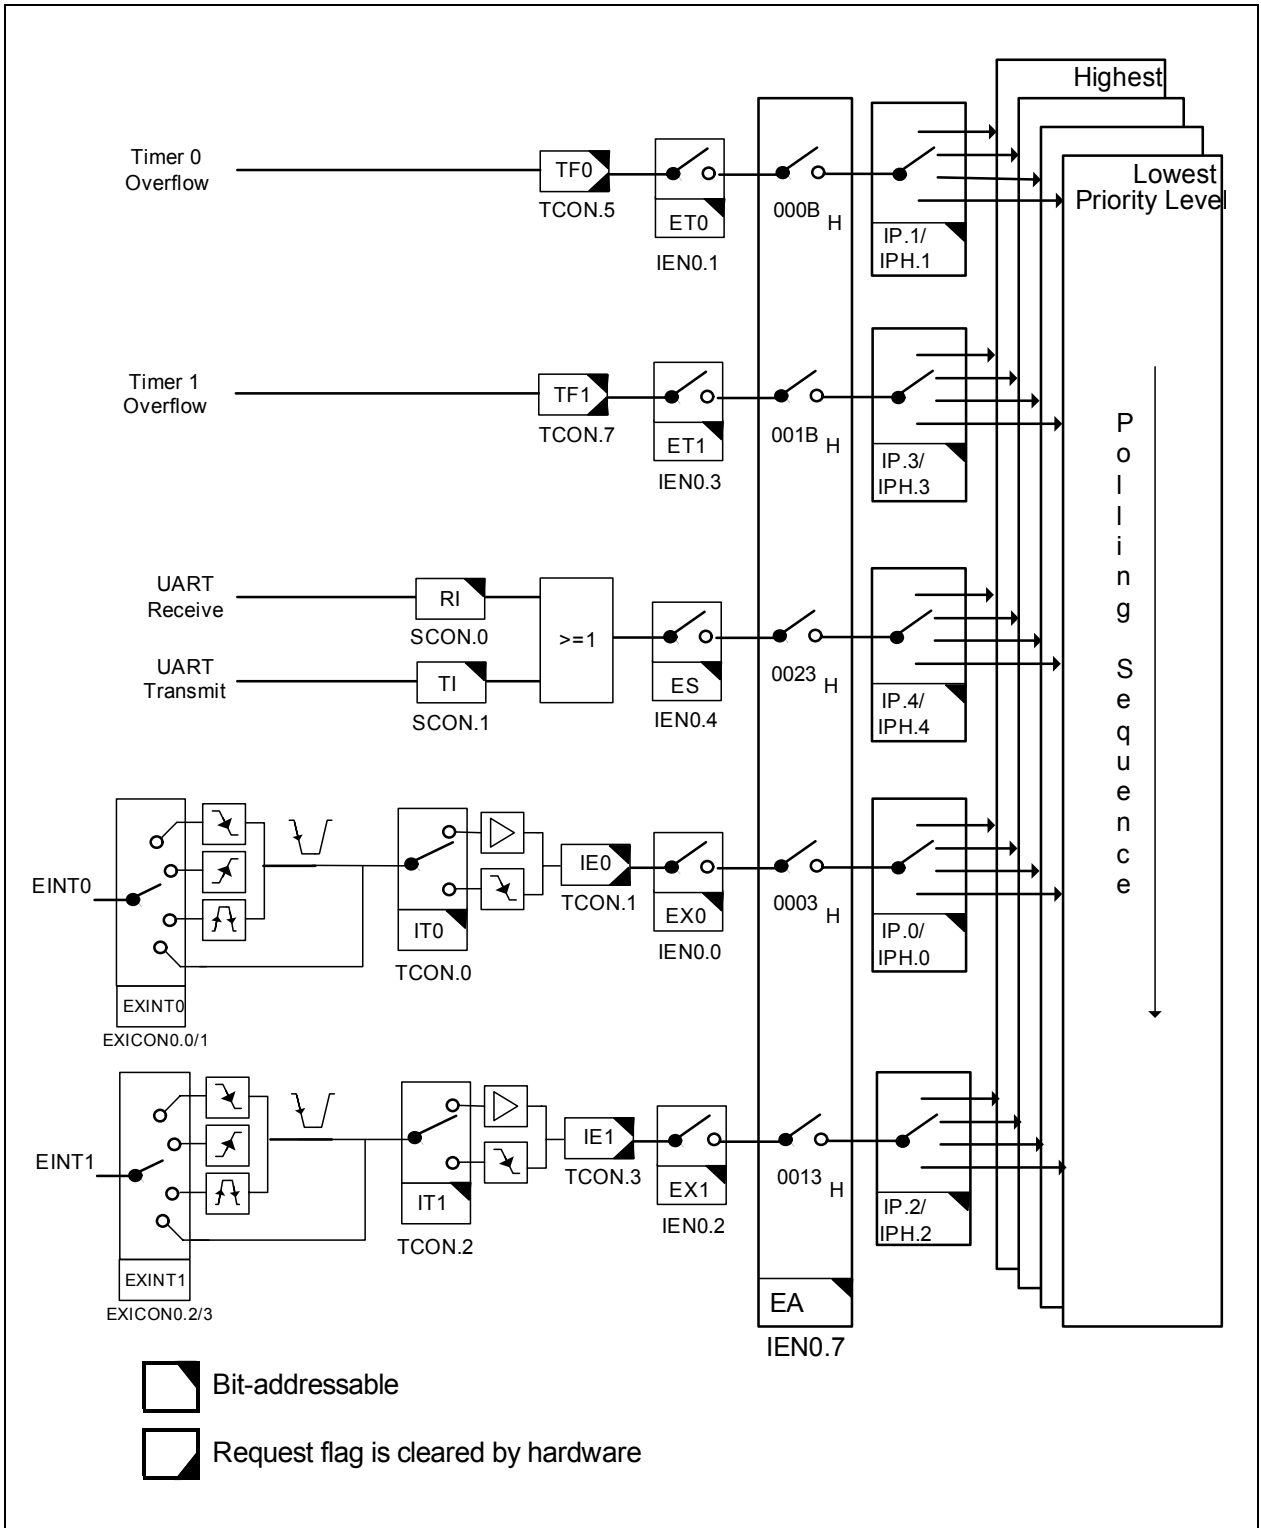 Highest
Lowest
Priority Level
Timer 0
Overflow
TF0
TCON.5
ET0
IEN0.1
000B H
IP.1/
IPH.1
Timer 1
Overflow
TF1
TCON.7
ET1
IEN0.3
001B H
IP.3/
IPH.3
Polling Sequence
UART
Receive
RI
SCON.0
UART
Transmit
TI
SCON.1
>=1
ES
IEN0.4
0023 H
IP.4/
IPH.4
EINT0
EXINT0
EXICON0.0/1
IT0
TCON.0
IE0
TCON.1
EX0
IEN0.0
0003 H
IP.0/
IPH.0
EINT1
EXINT1
EXICON0.2/3
IT1
TCON.2
IE1
TCON.3
EX1
IEN0.2
0013 H
IP.2/
IPH.2
EA
IEN0.7
Bit-addressable
Request flag is cleared by hardware